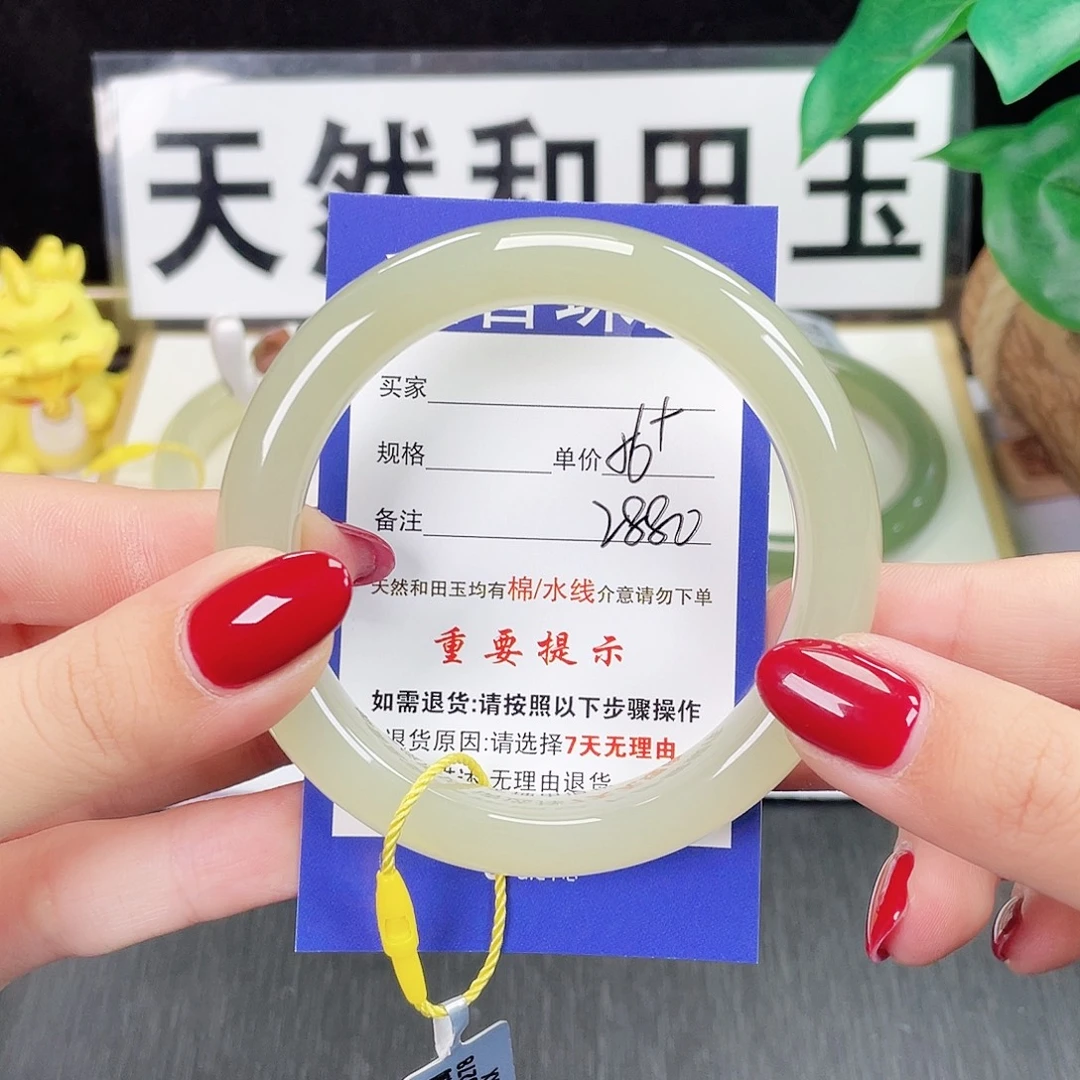 天然和田玉
买家
规格 单价 56+
备注 28820
天然和田玉均有棉/水线介意请勿下单
重要提示
如需退货:请按照以下步骤操作
退货原因:请选择7天无理由
无理由退货